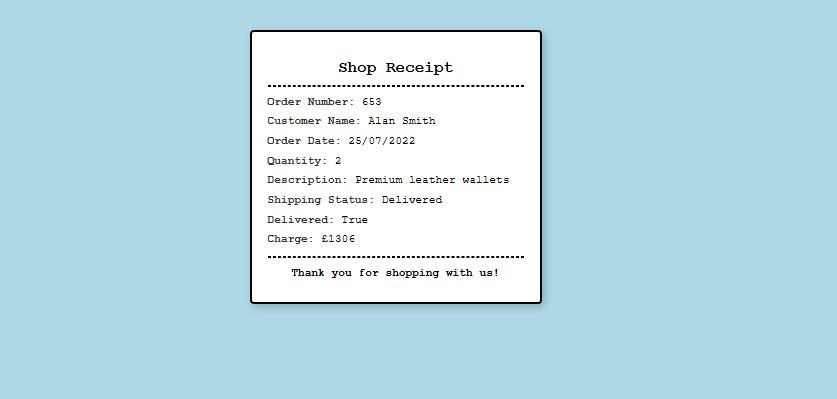 Shop Receipt
Order Number: 653
Customer Name: Alan Smith
Order Date: 25/07/2022
Quantity: 2
Description: Premium leather wallets
Shipping Status: Delivered
Delivered: True
Charge: £1306
Thank you for shopping with us!